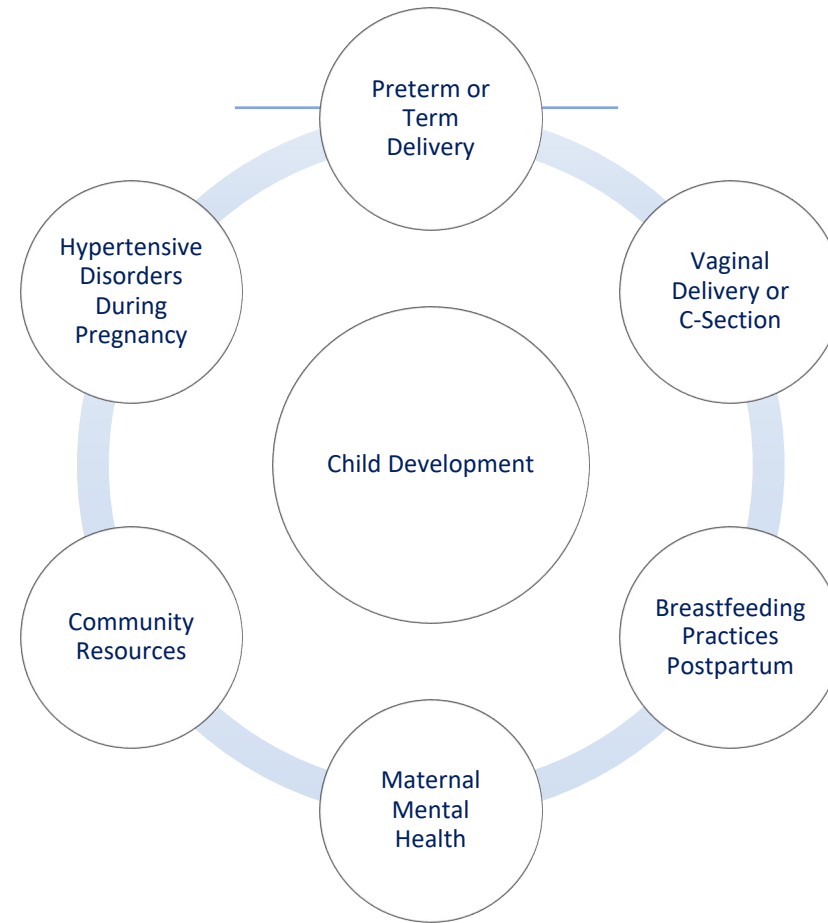 Preterm or
Term
Delivery
Vaginal
Delivery or
C-Section
Breastfeeding
Practices
Postpartum
Maternal
Mental
Health
Community
Resources
Hypertensive
Disorders
During
Pregnancy
Child Development